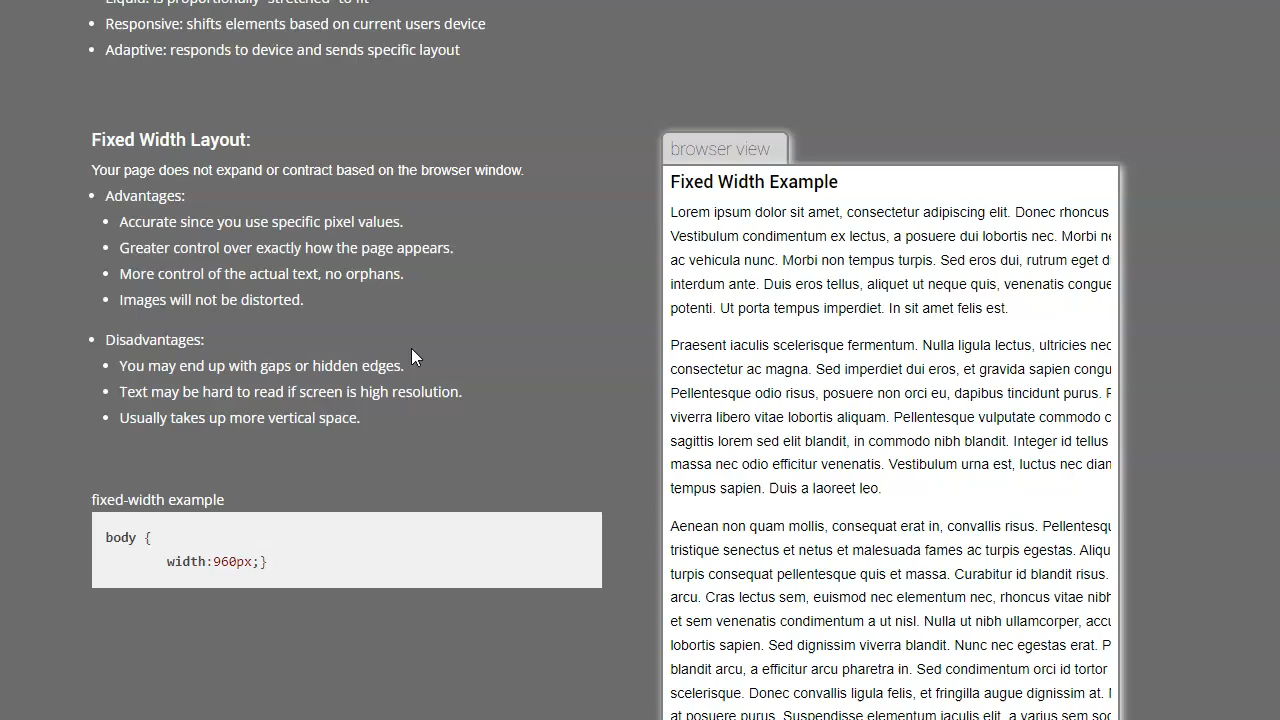 Liquid: is proportionally "stretched" to fit
Responsive: shifts elements based on current users device
Adaptive: responds to device and sends specific layout
Fixed Width Layout:
Your page does not expand or contract based on the browser window.
Advantages:
Accurate since you use specific pixel values.
Greater control over exactly how the page appears.
More control of the actual text, no orphans.
Images will not be distorted.
Disadvantages:
You may end up with gaps or hidden edges.
Text may be hard to read if screen is high resolution.
Usually takes up more vertical space.
fixed-width example
body {
width:960px;}
browser view
Fixed Width Example
Lorem ipsum dolor sit amet, consectetur adipiscing elit. Donec rhoncus
Vestibulum condimentum ex lectus, a posuere dui lobortis nec. Morbi
ac vehicula nunc. Morbi non tempus turpis. Sed eros dui, rutrum eget
interdum ante. Duis eros tellus, aliquet ut neque quis, venenatis congue
potenti. Ut porta tempus imperdiet. In sit amet felis est.
Praesent iaculis scelerisque fermentum. Nulla ligula lectus, ultricies nec
consectetur ac magna. Sed imperdiet dui eros, et gravida sapien congu
Pellentesque odio risus, posuere non orci eu, dapibus tincidunt purus.
viverra libero vitae lobortis aliquam. Pellentesque vulputate commodo
sagittis lorem sed elit blandit, in commodo nibh blandit. Integer id tellus
massa nec odio efficitur venenatis. Vestibulum urna est, luctus nec diam
tempus sapien. Duis a laoreet leo.
Aenean non quam mollis, consequat erat in, convallis risus. Pellentesqu
tristique senectus et netus et malesuada fames ac turpis egestas. Aliqu
turpis consequat pellentesque quis et massa. Curabitur id blandit risus.
arcu. Cras lectus sem, euismod nec elementum nec, rhoncus vitae nibh
et sem venenatis condimentum a ut nisl. Nulla ut nibh ullamcorper, accu
lobortis sapien. Sed dignissim viverra blandit. Nunc nec egestas erat.
blandit arcu, a efficitur arcu pharetra in. Sed condimentum orci id tortor
scelerisque. Donec convallis ligula felis, et fringilla augue dignissim at.
at posuere purus. Suspendisse elementum iaculis elit, a varius sem